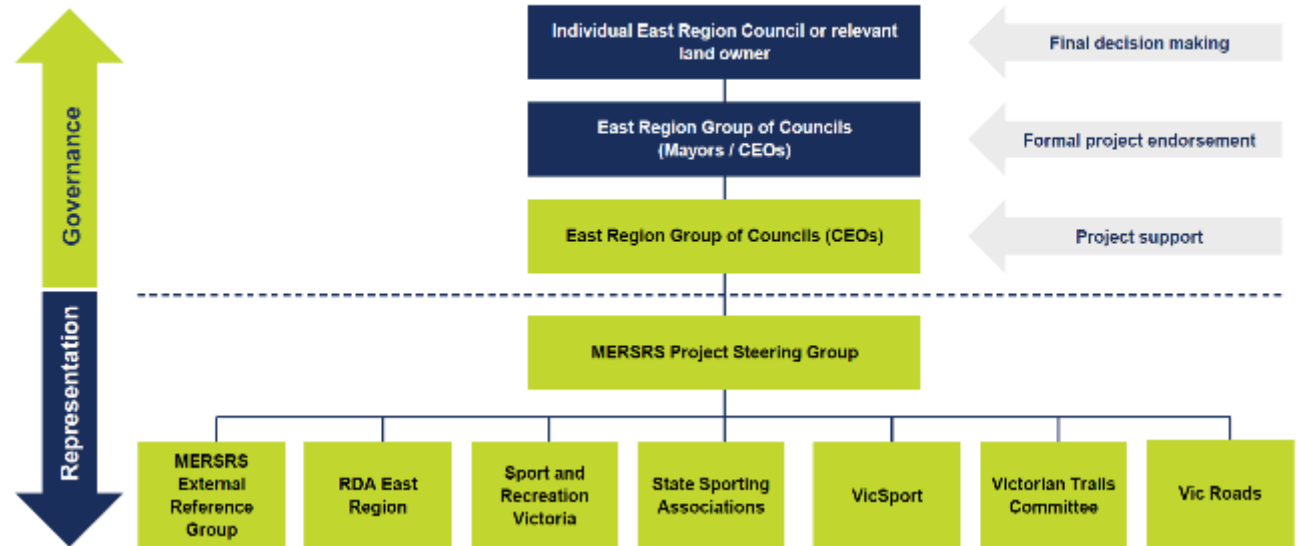 Individual East Region Council or relevant
land owner
Final decision making
East Region Group of Councils
(Mayors / CEOs)
Formal project endorsement
Governance
East Region Group of Councils (CEOs)
Project support
Representation
MERSRS Project Steering Group
MERSRS
External
Reference
Group
RDA East
Region
Sport and
Recreation
Victoria
State Sporting
Associations
VicSport
Victorian Trails
Committee
Vic Roads